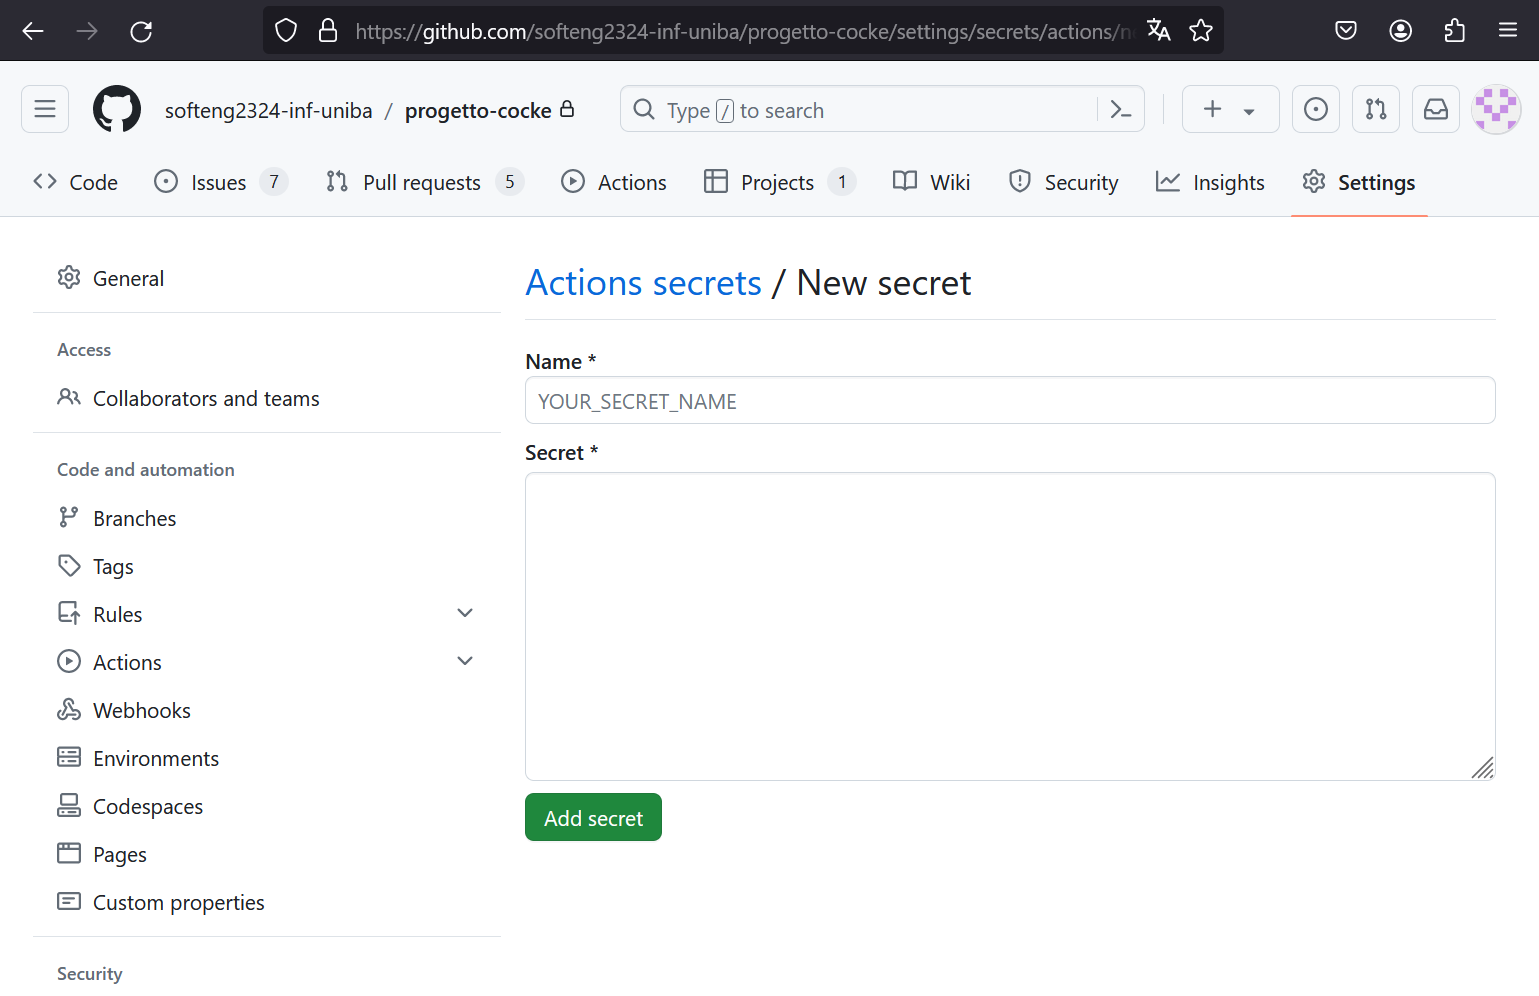 https://github.com/softeng2324-inf-uniba/progetto-cocke/settings/secrets/actions/n
softeng2324-inf-uniba / progetto-cocke
Type / to search
Code
Issues 7
Pull requests 5
Actions
Projects 1
Wiki
Security
Insights
Settings
General
Access
Collaborators and teams
Code and automation
Branches
Tags
Rules
Actions
Webhooks
Environments
Codespaces
Pages
Custom properties
Security
Actions secrets / New secret
Name *
YOUR_SECRET_NAME
Secret *
Add secret